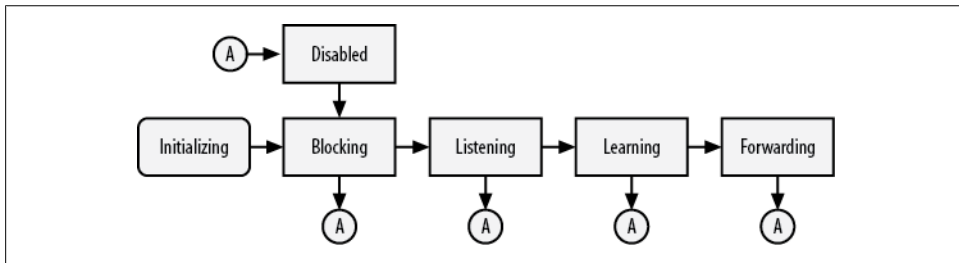 A
Disabled
Initializing
Blocking
Listening
Learning
Forwarding
A
A
A
A